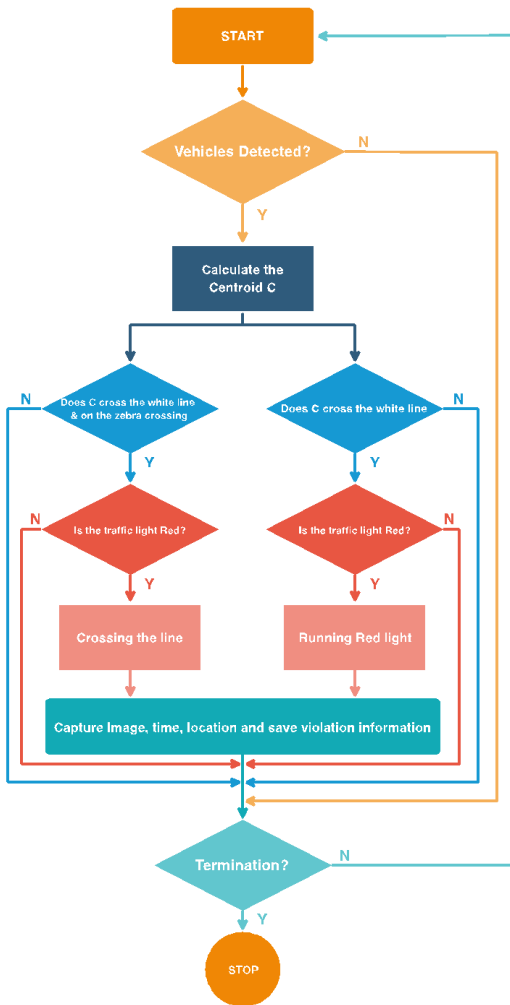 START
Vehicles Detected?
N
Y
Calculate the
Centroid C
N
Does C cross the white line
& on the zebra crossing
Does C cross the white line
N
Y
Y
N
Is the traffic light Red?
Is the traffic light Red?
N
Y
Y
Crossing the line
Running Red light
Capture Image, time, location and save violation information
Termination?
N
Y
STOP